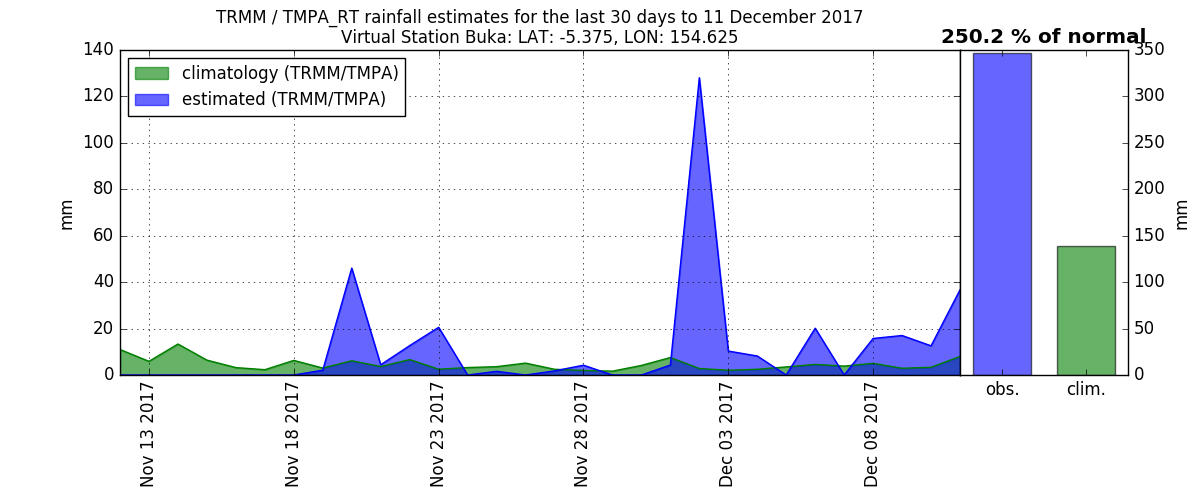 TRMM / TMPA_RT rainfall estimates for the last 30 days to 11 December 2017
Virtual Station Buka: LAT: -5.375, LON: 154.625
250.2 % of normal
climatology (TRMM/TMPA)
estimated (TRMM/TMPA)
mm
140
120
100
80
60
40
20
0
Nov 13 2017
Nov 18 2017
Nov 23 2017
Nov 28 2017
Dec 03 2017
Dec 08 2017
obs.
clim.
350
300
250
200
150
100
50
0
mm